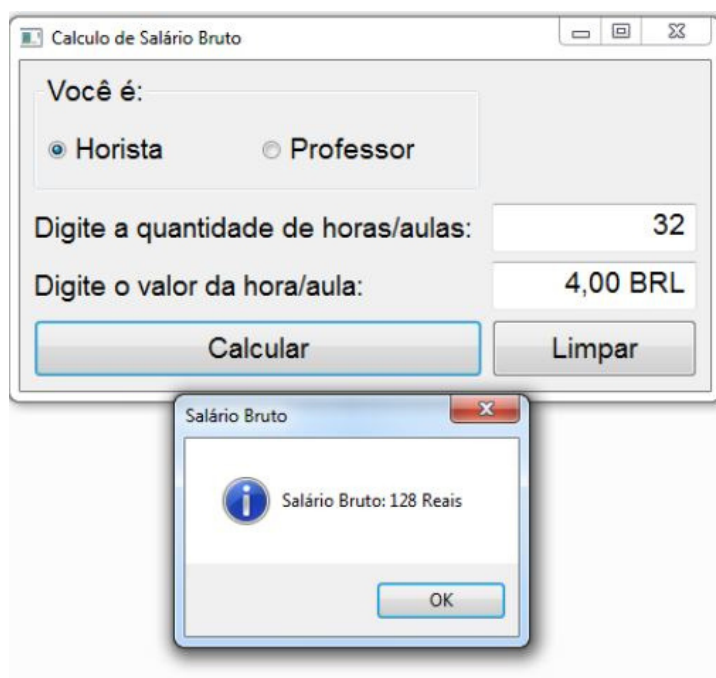 Calculo de Salário Bruto
Você é:
Horista Professor
Digite a quantidade de horas/aulas: 32
Digite o valor da hora/aula: 4,00 BRL
Calcular Limpar
Salário Bruto
Salário Bruto: 128 Reais
OK